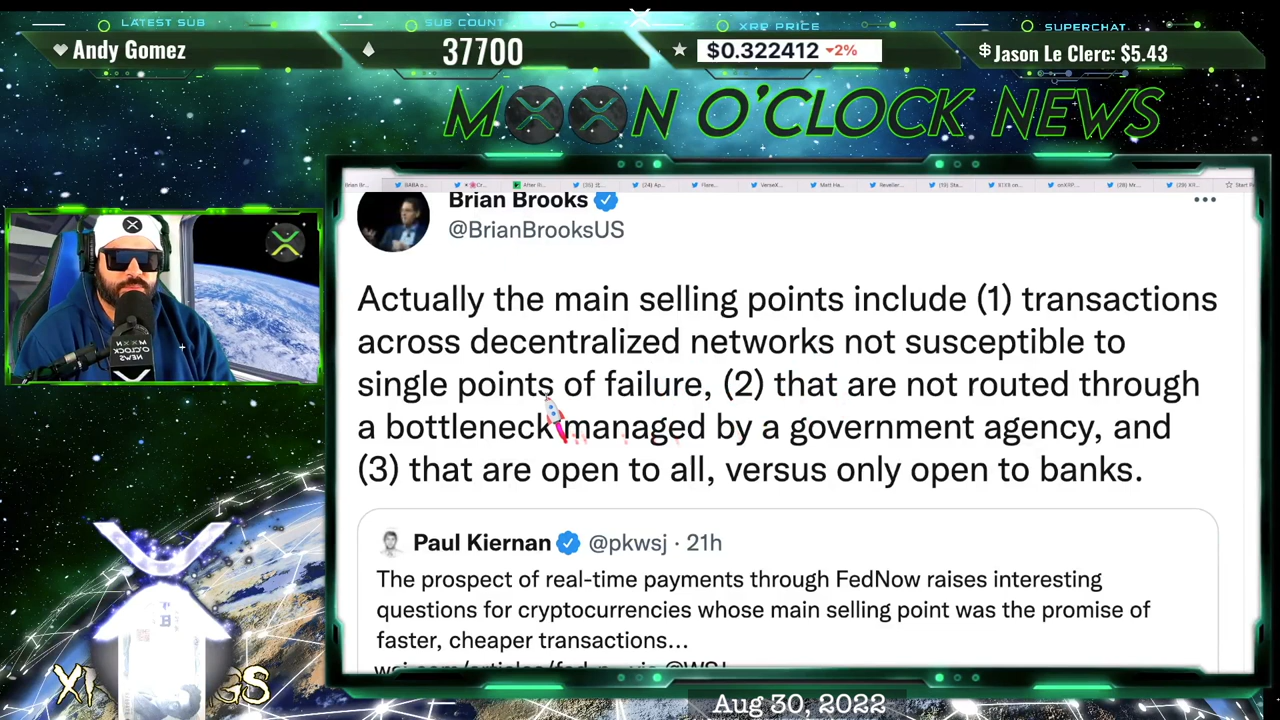 LATEST SUB
SUB COUNT
XRP PRICE
SUPERCHAT
Andy Gomez
37700
$0.322412 -2%
$ Jason Le Clerc: $5.43
MOON O'CLOCK NEWS
Brian Brooks
@BrianBrooksUS
Actually the main selling points include (1) transactions
across decentralized networks not susceptible to
single points of failure, (2) that are not routed through
a bottleneck managed by a government agency, and
(3) that are open to all, versus only open to banks.
Paul Kiernan @pkwsj · 21h
The prospect of real-time payments through FedNow raises interesting
questions for cryptocurrencies whose main selling point was the promise of
faster, cheaper transactions…
Aug 30, 2022